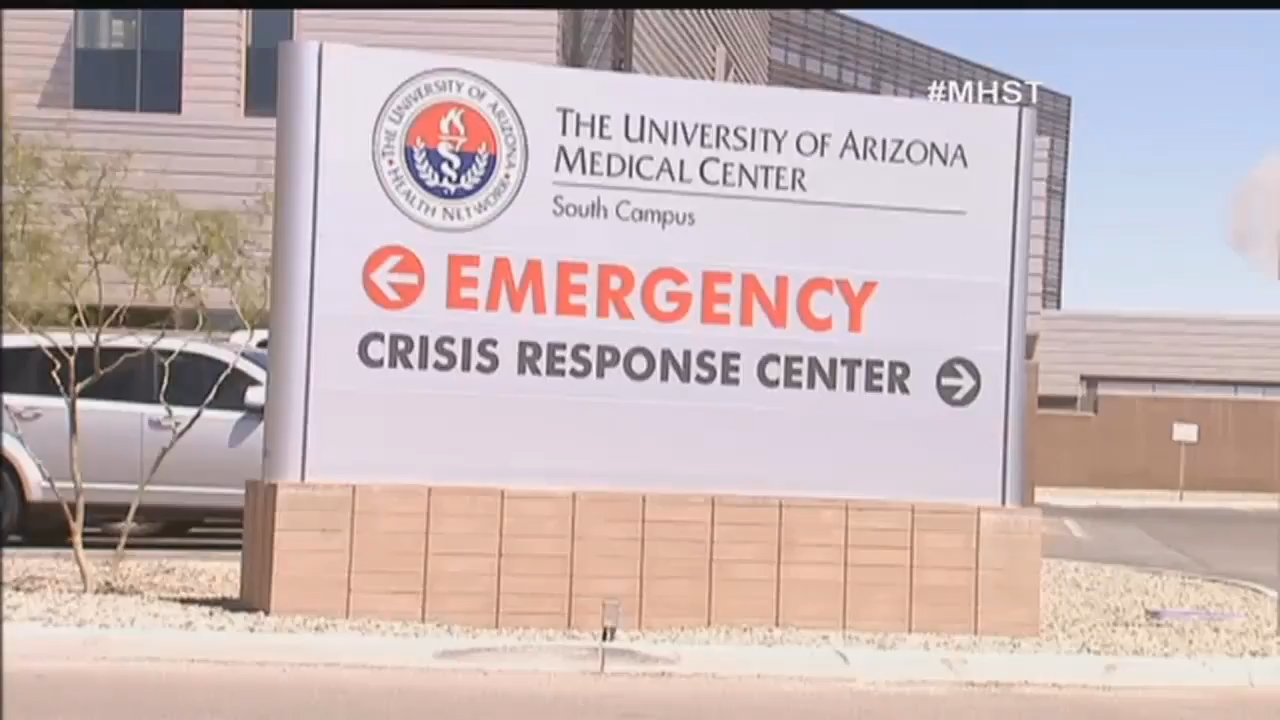 #MHST
THE UNIVERSITY OF ARIZONA
HEALTH NETWORK
THE UNIVERSITY OF ARIZONA
MEDICAL CENTER
South Campus
EMERGENCY
CRISIS RESPONSE CENTER